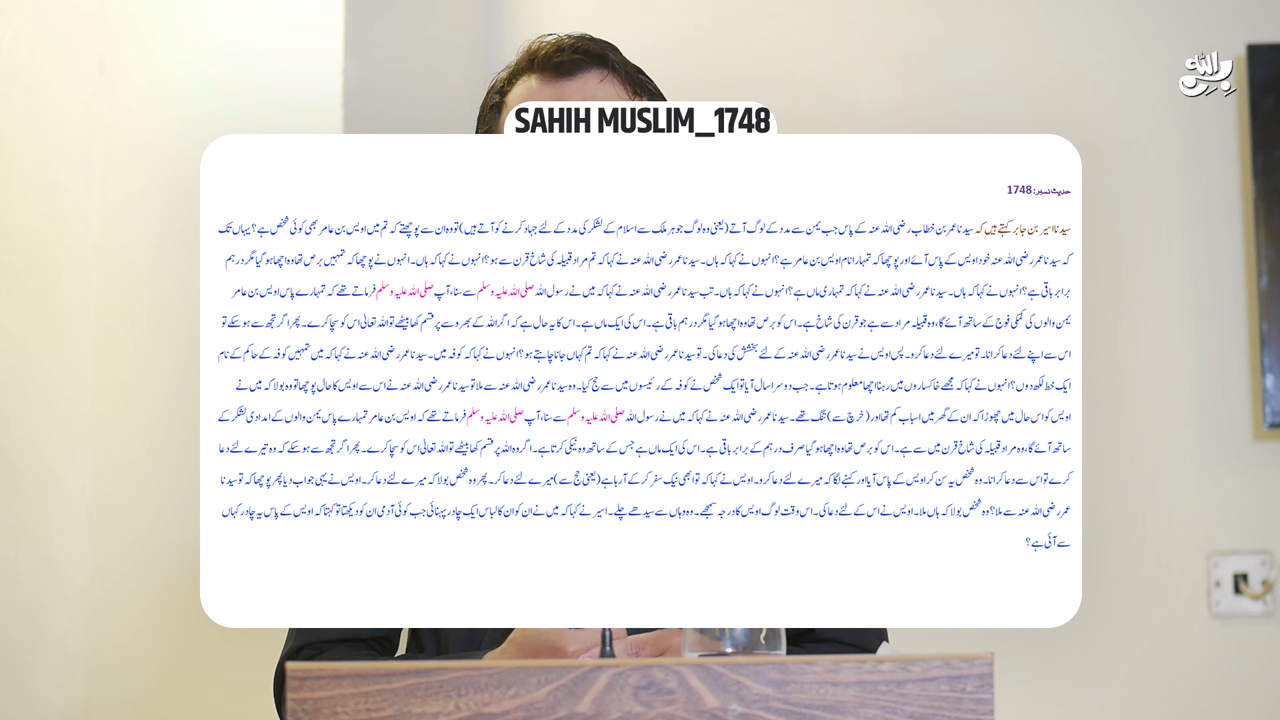 SAHIH MUSLIM_1748
حدیث نمبر: 1748
سیدنا اسیر بن جابر کہتے ہیں کہ سیدنا عمر بن خطاب رضی اللہ عنہ کے پاس جب یمن سے مدد کے لوگ آتے (یعنی وہ لوگ جو ہر ملک سے اسلام کے لشکر کی مدد کے لئے جہاد کرنے کو آتے ہیں) تو وہ ان سے پوچھتے کہ تم میں اویس بن عامر بھی کوئی شخص ہے؟ یہاں تک
کہ سیدنا عمر رضی اللہ عنہ خود اویس کے پاس آئے اور پوچھا کہ تمہارا نام اویس بن عامر ہے؟ انہوں نے کہا کہ ہاں۔ سیدنا عمر رضی اللہ عنہ نے کہا کہ تم مراد قبیلہ کی شاخ قرن سے ہو؟ انہوں نے کہا کہ ہاں۔ انہوں نے پوچھا کہ تمہیں برص تھا وہ اچھا ہو گیا مگر درہم
برابر باقی ہے؟ انہوں نے کہا کہ ہاں۔ سیدنا عمر رضی اللہ عنہ نے کہا کہ تمہاری ماں ہے؟ انہوں نے کہا کہ ہاں۔ تب سیدنا عمر رضی اللہ عنہ نے کہا کہ میں نے رسول اللہ صلی اللہ علیہ وسلم سے سنا، آپ صلی اللہ علیہ وسلم فرماتے تھے کہ تمہارے پاس اویس بن عامر
یمن والوں کی کمکی فوج کے ساتھ آئے گا، وہ قبیلہ مراد سے ہے جو قرن کی شاخ ہے۔ اس کو برص تھا وہ اچھا ہو گیا مگر درہم باقی ہے۔ اس کی ایک ماں ہے۔ اس کا یہ حال ہے کہ اگر اللہ کے بھروسے پر قسم کھا بیٹھے تو اللہ تعالیٰ اس کو سچا کرے۔ پھر اگر تجھ سے ہو سکے تو
اس سے اپنے لئے دعا کرانا۔ تو میرے لئے دعا کرو۔ پس اویس نے سیدنا عمر رضی اللہ عنہ کے لئے بخشش کی دعا کی۔ تو سیدنا عمر رضی اللہ عنہ نے کہا کہ تم کہاں جانا چاہتے ہو؟ انہوں نے کہا کہ کوفہ میں۔ سیدنا عمر رضی اللہ عنہ نے کہا کہ میں تمہیں کوفہ کے حاکم کے نام
ایک خط لکھ دوں؟ انہوں نے کہا کہ مجھے خاکساروں میں رہنا اچھا معلوم ہوتا ہے۔ جب دوسرا سال آیا تو ایک شخص نے کوفہ کے رئیسوں میں سے حج کیا۔ وہ سیدنا عمر رضی اللہ عنہ سے ملا تو سیدنا عمر رضی اللہ عنہ نے اس سے اویس کا حال پوچھا تو وہ بولا کہ میں نے
اویس کو اس حال میں چھوڑا کہ ان کے گھر میں اسباب کم تھا اور (خرچ سے) تنگ تھے۔ سیدنا عمر رضی اللہ عنہ نے کہا کہ میں نے رسول اللہ صلی اللہ علیہ وسلم سے سنا، آپ صلی اللہ علیہ وسلم فرماتے تھے کہ اویس بن عامر تمہارے پاس یمن والوں کے امدادی لشکر کے
ساتھ آئے گا، وہ مراد قبیلہ کی شاخ قرن میں سے ہے۔ اس کو برص تھا وہ اچھا ہو گیا صرف درہم کے برابر باقی ہے۔ اس کی ایک ماں ہے جس کے ساتھ وہ نیکی کرتا ہے۔ اگر وہ اللہ پر قسم کھا بیٹھے تو اللہ تعالیٰ اس کو سچا کرے۔ پھر اگر تجھ سے ہو سکے کہ وہ تیرے لئے دعا
کرے تو اس سے دعا کرانا۔ وہ شخص یہ سن کر اویس کے پاس آیا اور کہنے لگا کہ میرے لئے دعا کرو۔ اویس نے کہا کہ تو ابھی نیک سفر کر کے آ رہا ہے (یعنی حج سے) میرے لئے دعا کر۔ پھر وہ شخص بولا کہ میرے لئے دعا کر۔ اویس نے یہی جواب دیا پھر پوچھا کہ تو سیدنا
عمر رضی اللہ عنہ سے ملا؟ وہ شخص بولا کہ ہاں ملا۔ اویس نے اس کے لئے دعا کی۔ اس وقت لوگ اویس کا درجہ سمجھے۔ وہ وہاں سے سیدھے چلے۔ اسیر نے کہا کہ میں نے ان کو ان کا لباس ایک چادر پہنائی جب کوئی آدمی ان کو دیکھتا تو کہتا کہ اویس کے پاس یہ چادر کہاں
سے آئی ہے؟